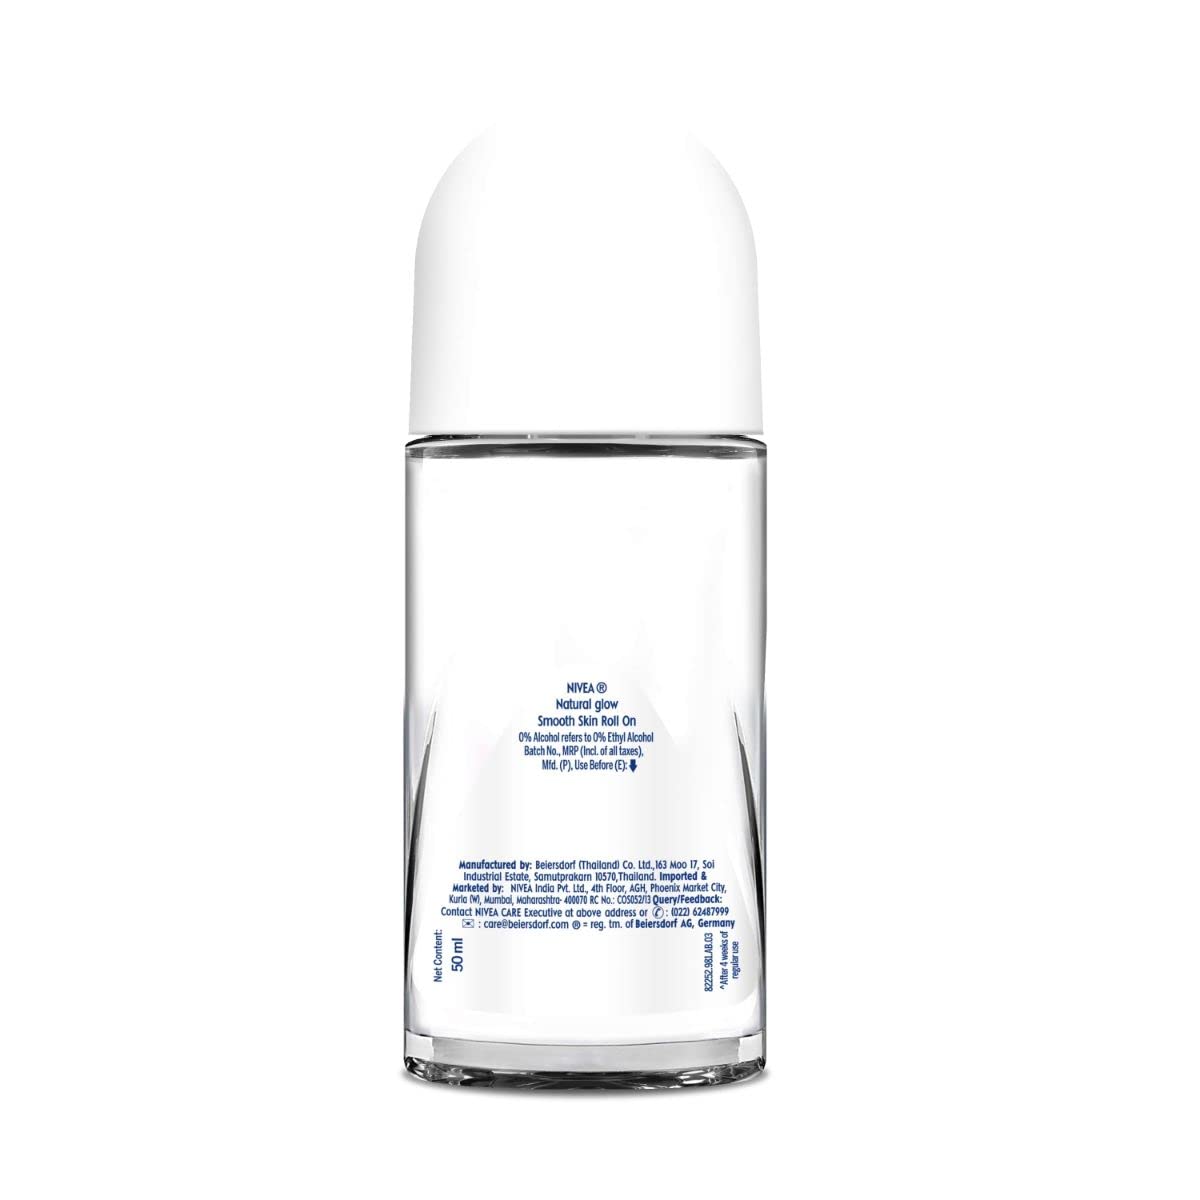 NIVEA ®
Natural glow
Smooth Skin Roll On
0% Alcohol refers to 0% Ethyl Alcohol
Batch No., MRP (Incl. of all taxes),
Mfd. (P), Use Before (E):
Manufactured by: Beiersdorf (Thailand) Co. Ltd.,163 Moo 17, Soi
Industrial Estate, Samutprakarn 10570,Thailand. Imported &
Marketed by: NIVEA India Pvt. Ltd., 4th Floor, AGH, Phoenix Market City,
Kurla (W), Mumbai, Maharashtra- 400070 RC No.: COS052/13 Query/Feedback:
Contact NIVEA CARE Executive at above address or ✆ : (022) 62487999
✉ : care@beiersdorf.com ® = reg. tm. of Beiersdorf AG, Germany
Net Content:
50 ml
82252.981.AB.03
^After 4 weeks of
regular use